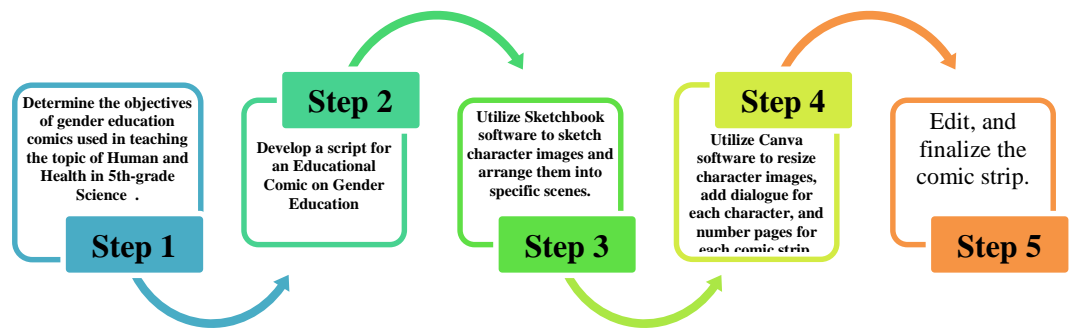 Determine the objectives
of gender education
comics used in teaching
the topic of Human and
Health in 5th-grade
Science .
Step 1
Step 2
Develop a script for
an Educational
Comic on Gender
Education
Utilize Sketchbook
software to sketch
character images and
arrange them into
specific scenes.
Step 3
Step 4
Utilize Canva
software to resize
character images,
add dialogue for
each character, and
number pages for
each comic strip
Edit, and
finalize the
comic strip.
Step 5